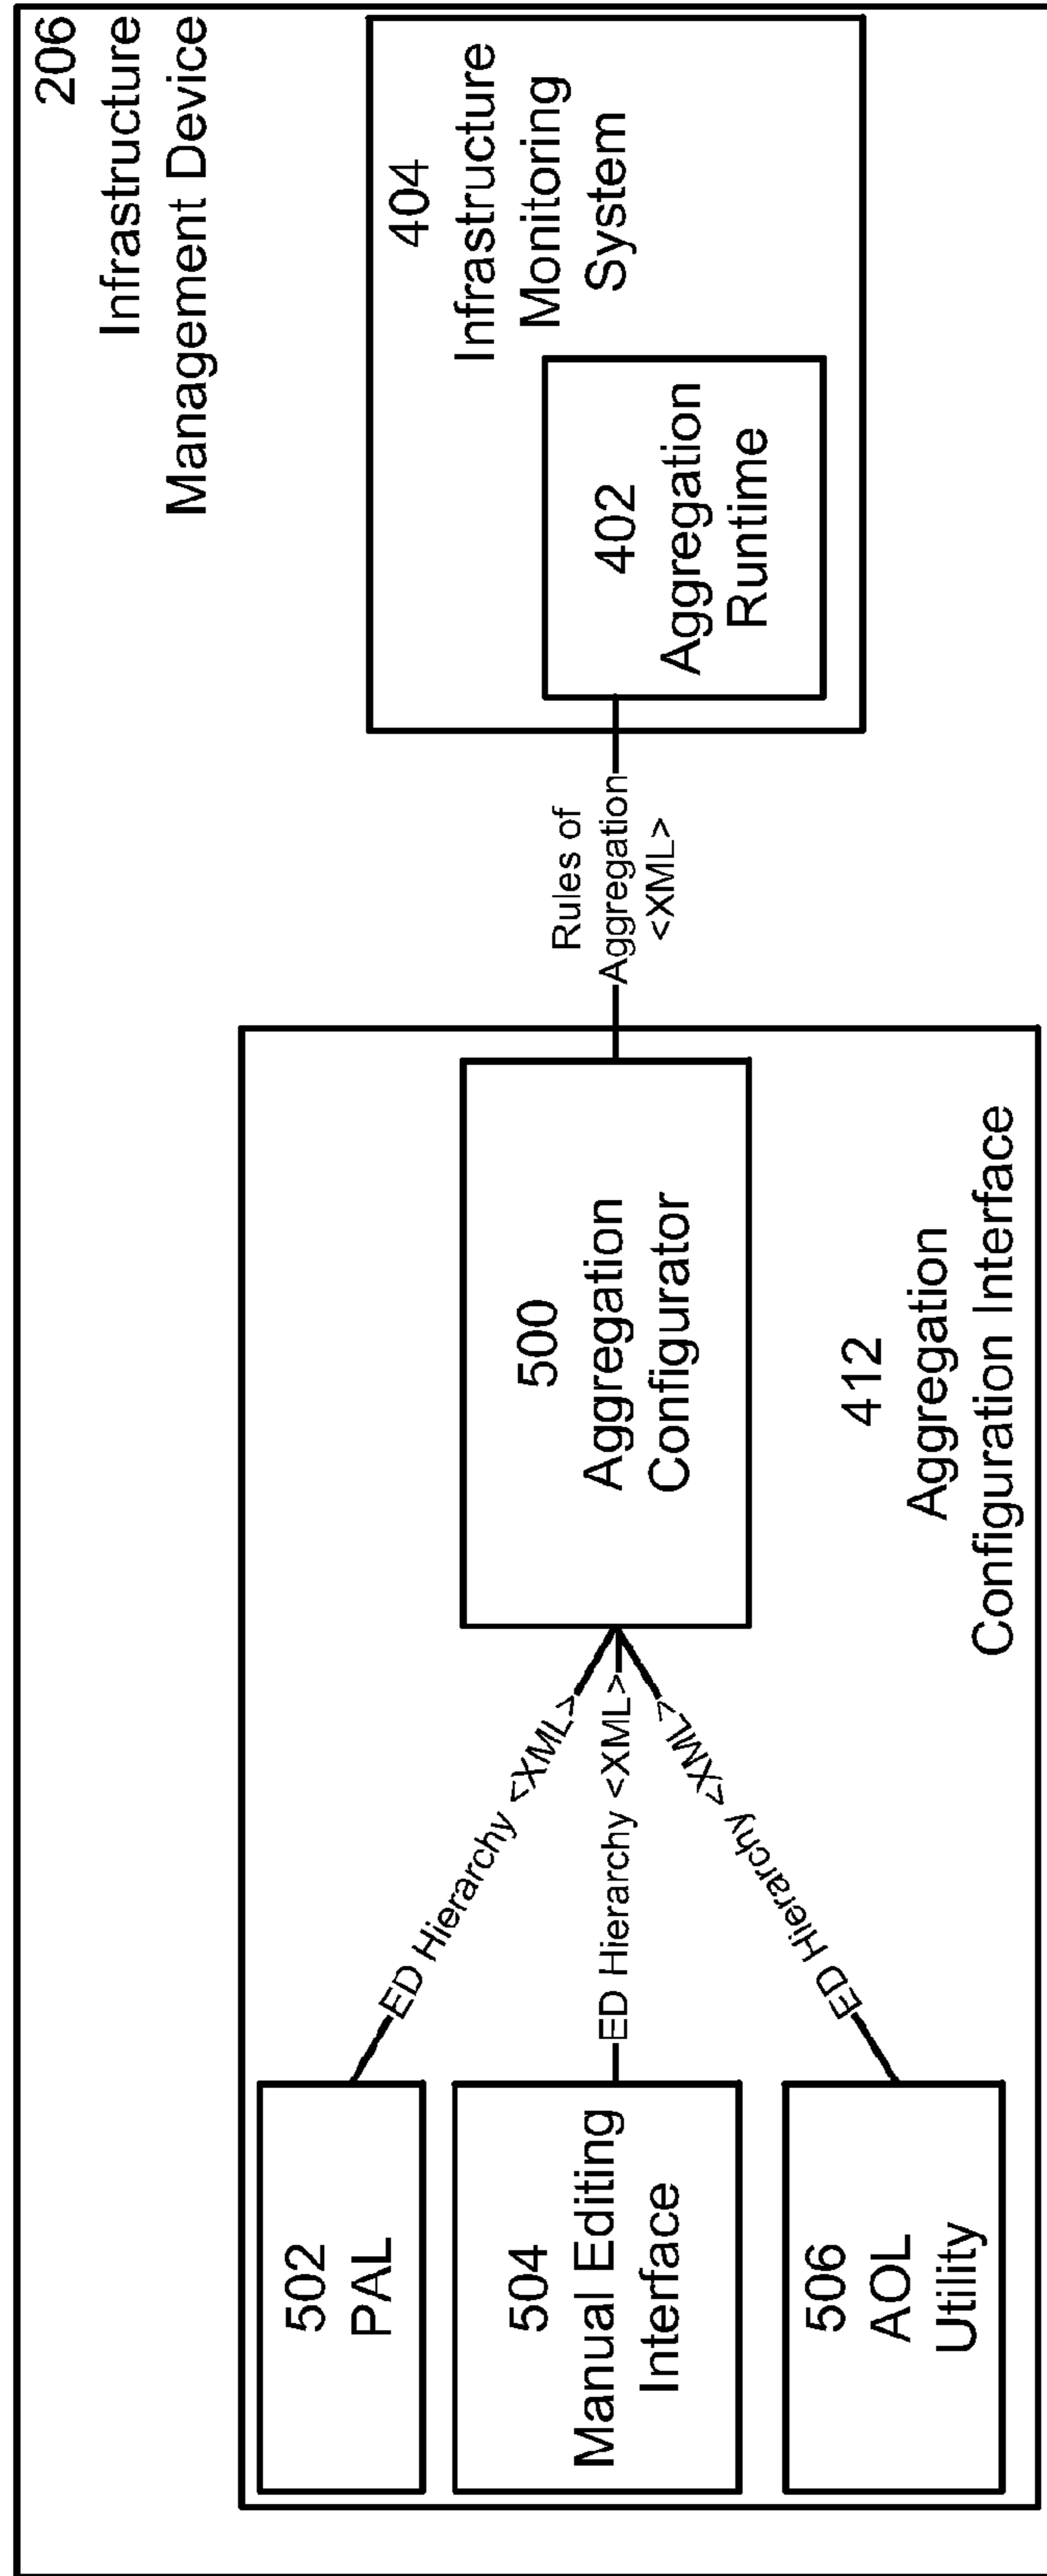 206
Infrastructure
Management Device
404
Infrastructure
Monitoring
System
402
Aggregation
Runtime
Rules of
Aggregation
<XML>
500
Aggregation
Configurator
412
Aggregation
Configuration Interface
ED Hierarchy <XML>
ED Hierarchy <XML>
ED Hierarchy <XML>
502
PAL
504
Manual Editing
Interface
506
AOL
Utility